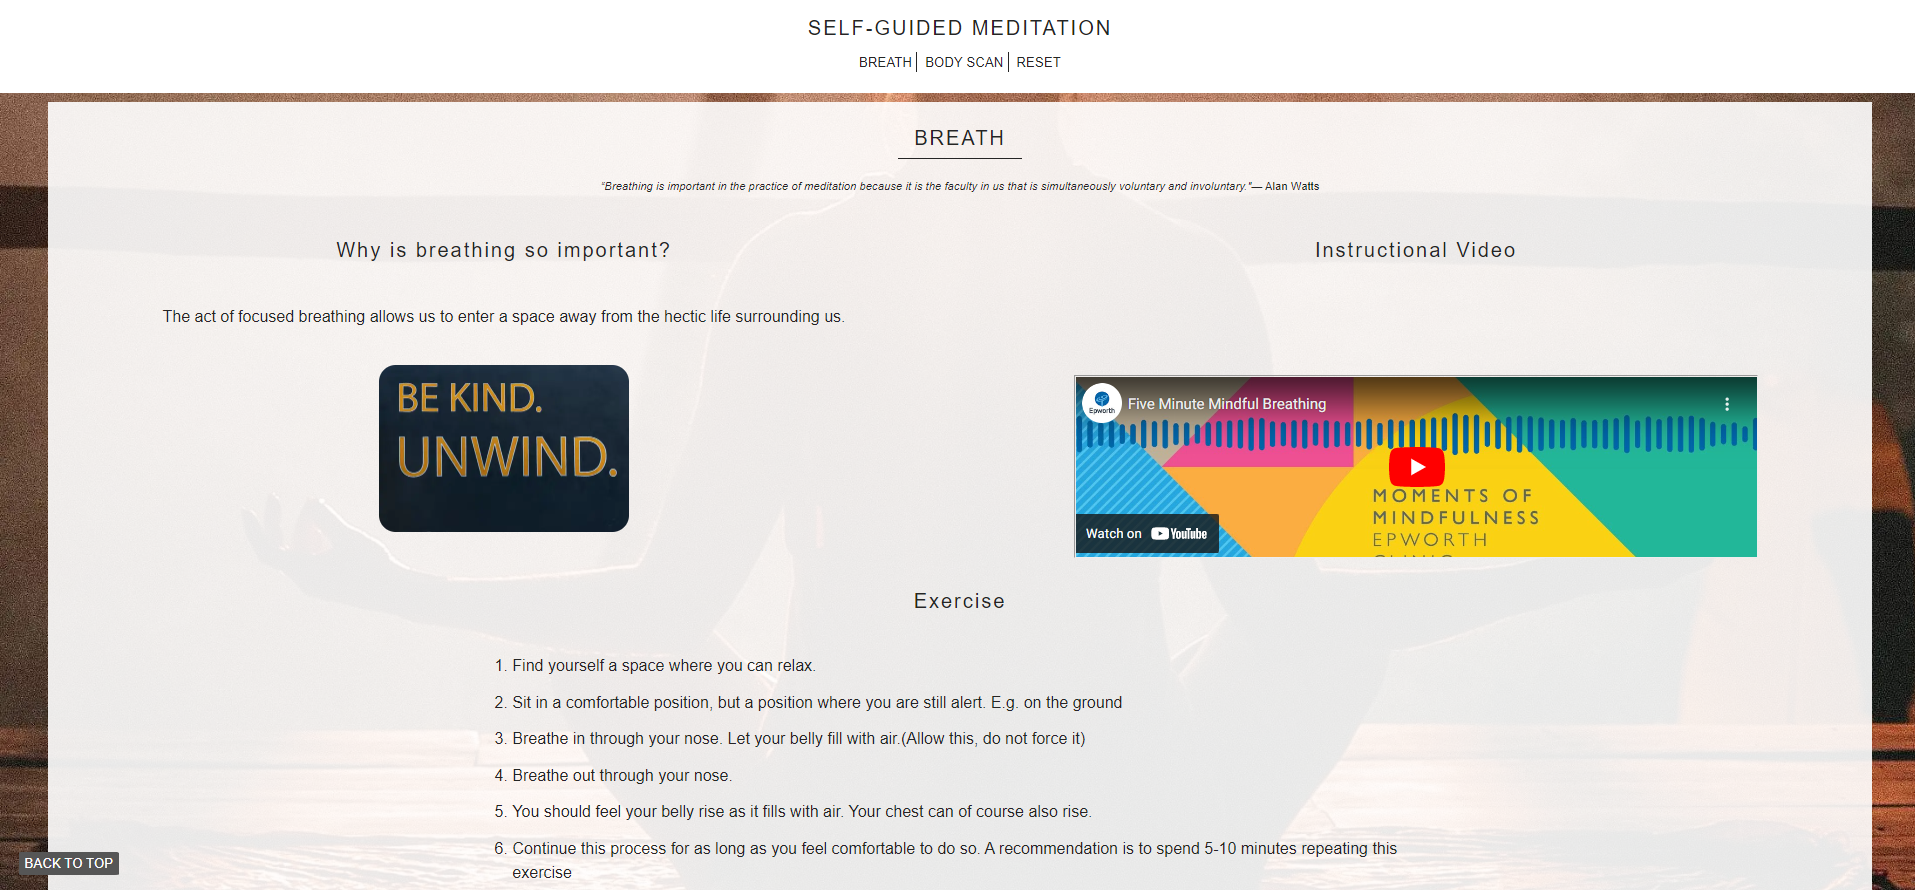 SELF-GUIDED MEDITATION
BREATH
BODY SCAN
RESET
BREATH
"Breathing is important in the practice of meditation because it is the faculty in us that is simultaneously voluntary and involuntary."— Alan Watts
Why is breathing so important?
The act of focused breathing allows us to enter a space away from the hectic life surrounding us.
BE KIND.
UNWIND.
Instructional Video
Epworth
Five Minute Mindful Breathing
MOMENTS OF
MINDFULNESS
EPWORTH
Watch on YouTube
Exercise
1. Find yourself a space where you can relax.
2. Sit in a comfortable position, but a position where you are still alert. E.g. on the ground
3. Breathe in through your nose. Let your belly fill with air.(Allow this, do not force it)
4. Breathe out through your nose.
5. You should feel your belly rise as it fills with air. Your chest can of course also rise.
6. Continue this process for as long as you feel comfortable to do so. A recommendation is to spend 5-10 minutes repeating this
exercise
BACK TO TOP